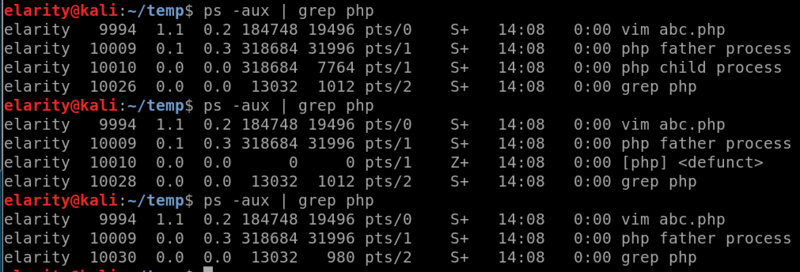 elarity@kali:~/temp$ ps -aux | grep php
elarity 9994 1.1 0.2 184748 19496 pts/0 S+ 14:08 0:00 vim abc.php
elarity 10009 0.1 0.3 318684 31996 pts/1 S+ 14:08 0:00 php father process
elarity 10010 0.0 0.0 318684 7764 pts/1 S+ 14:08 0:00 php child process
elarity 10026 0.0 0.0 13032 1012 pts/2 S+ 14:08 0:00 grep php
elarity@kali:~/temp$ ps -aux | grep php
elarity 9994 1.1 0.2 184748 19496 pts/0 S+ 14:08 0:00 vim abc.php
elarity 10009 0.1 0.3 318684 31996 pts/1 S+ 14:08 0:00 php father process
elarity 10010 0.0 0.0 0 0 pts/1 Z+ 14:08 0:00 [php] <defunct>
elarity 10028 0.0 0.0 13032 1012 pts/2 S+ 14:08 0:00 grep php
elarity@kali:~/temp$ ps -aux | grep php
elarity 9994 1.1 0.2 184748 19496 pts/0 S+ 14:08 0:00 vim abc.php
elarity 10009 0.0 0.3 318684 31996 pts/1 S+ 14:08 0:00 php father process
elarity 10030 0.0 0.0 13032 980 pts/2 S+ 14:08 0:00 grep php
elarity@kali:~/temp$